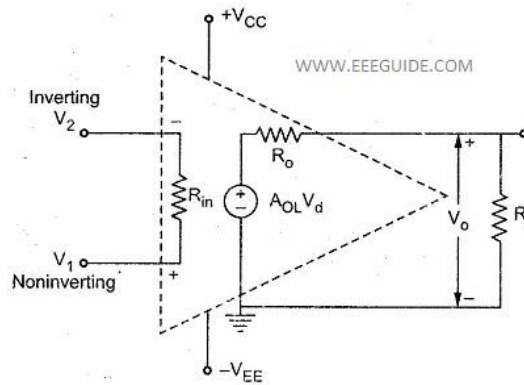 +VCC
WWW.EEEGUIDE.COM
Inverting
V2
−
Rin
Ro
+
−
AOLVd
+
Vo
−
R
V1
+
Noninverting
−VEE